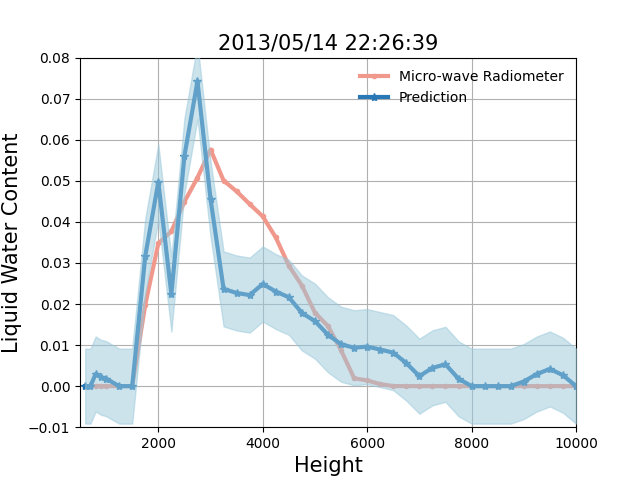 2013/05/14 22:26:39
Micro-wave Radiometer
Prediction
Liquid Water Content
0.08
0.07
0.06
0.05
0.04
0.03
0.02
0.01
0.00
−0.01
2000 4000 6000 8000 10000
Height